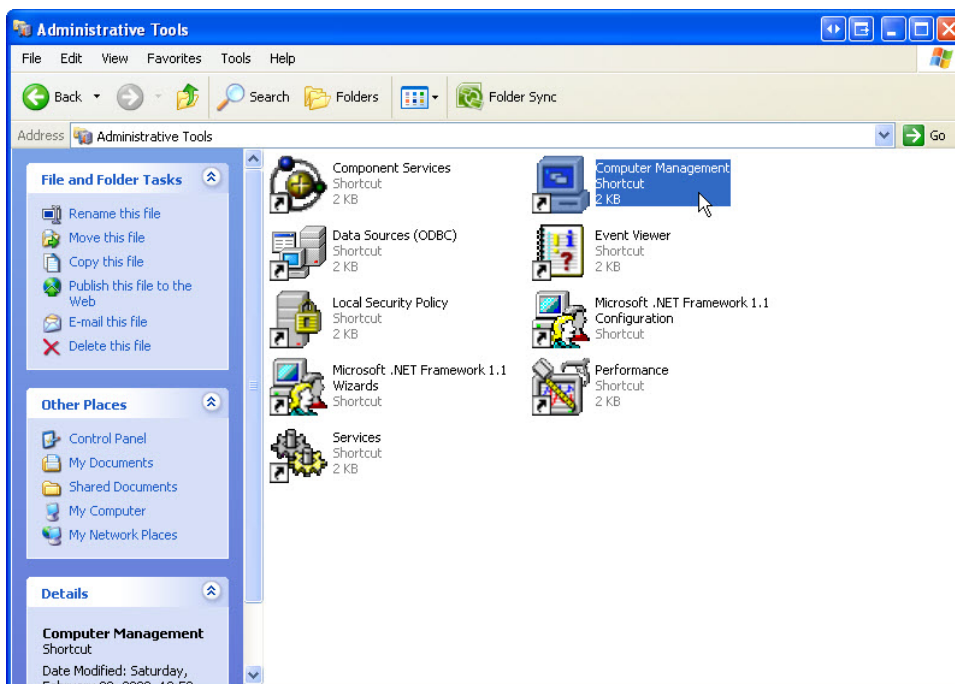 Administrative Tools
File Edit View Favorites Tools Help
Back Search Folders Folder Sync
Address Administrative Tools Go
File and Folder Tasks
Rename this file
Move this file
Copy this file
Publish this file to the
Web
E-mail this file
Delete this file
Other Places
Control Panel
My Documents
Shared Documents
My Computer
My Network Places
Details
Computer Management
Shortcut
Date Modified: Saturday,
Component Services
Shortcut
2 KB
Computer Management
Shortcut
2 KB
Data Sources (ODBC)
Shortcut
2 KB
Event Viewer
Shortcut
2 KB
Local Security Policy
Shortcut
2 KB
Microsoft .NET Framework 1.1
Configuration
Shortcut
Microsoft .NET Framework 1.1
Wizards
Shortcut
Performance
Shortcut
2 KB
Services
Shortcut
2 KB